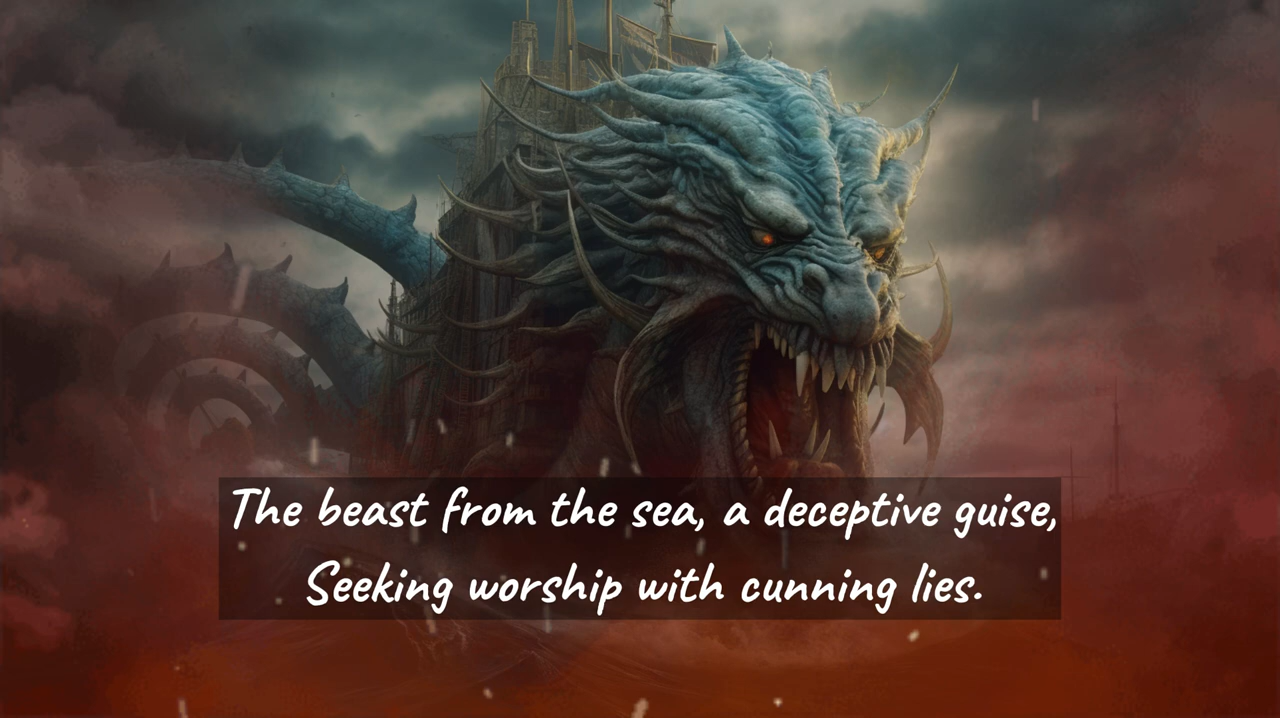 The beast from the sea, a deceptive guise,
Seeking worship with cunning lies.